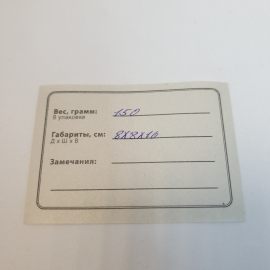 Вес, грамм: 150
В упаковке
Габариты, см: 8х8х16
Д х Ш х В
Замечания: